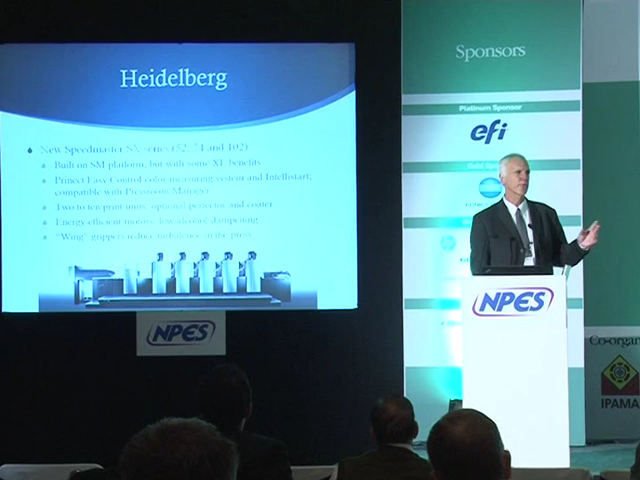 Heidelberg
New Speedmaster SX series (52, 74 and 102)
Built on SM platform, but with some XL benefits
Prinect Easy Control color measuring system and Intellistart;
compatible with Pressroom Manager
Two to ten print units, optional perfector and coater
Energy-efficient motors, low alcohol dampening
"Wing" grippers reduce turbulence in the press
NPES
Sponsors
Platinum Sponsor
efi
Gold
NPES
Co-organ
IPAMA